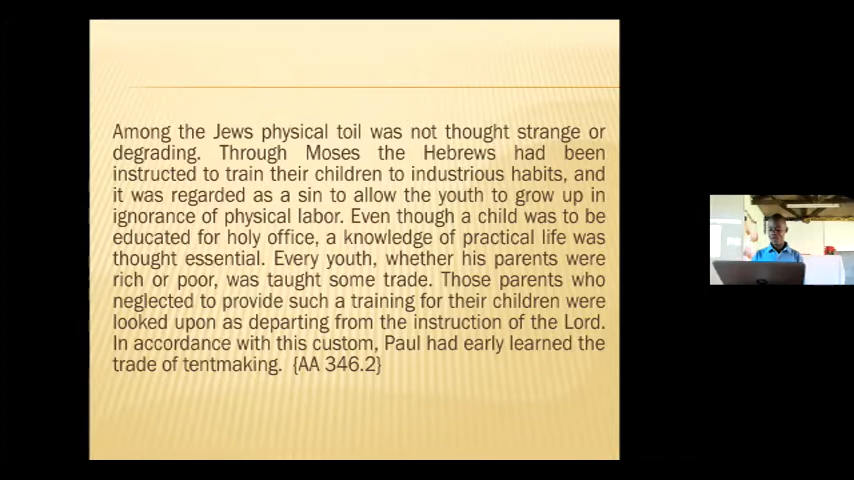 Among the Jews physical toil was not thought strange or
degrading. Through Moses the Hebrews had been
instructed to train their children to industrious habits, and
it was regarded as a sin to allow the youth to grow up in
ignorance of physical labor. Even though a child was to be
educated for holy office, a knowledge of practical life was
thought essential. Every youth, whether his parents were
rich or poor, was taught some trade. Those parents who
neglected to provide such a training for their children were
looked upon as departing from the instruction of the Lord.
In accordance with this custom, Paul had early learned the
trade of tentmaking. {AA 346.2}